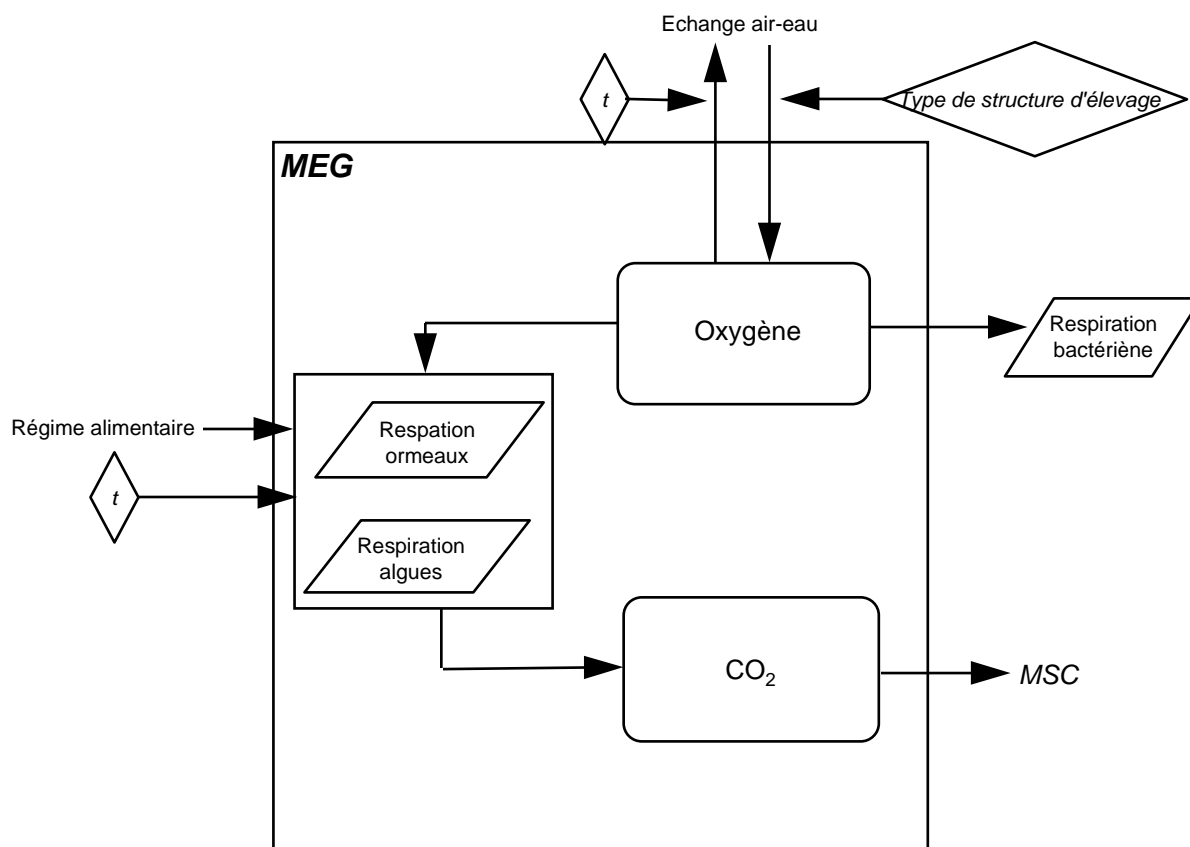 Echange air-eau
t
Type de structure d'élevage
MEG
Oxygène
Respiration
bactériène
Régime alimentaire
Respation
ormeaux
t
Respiration
algues
CO₂
MSC